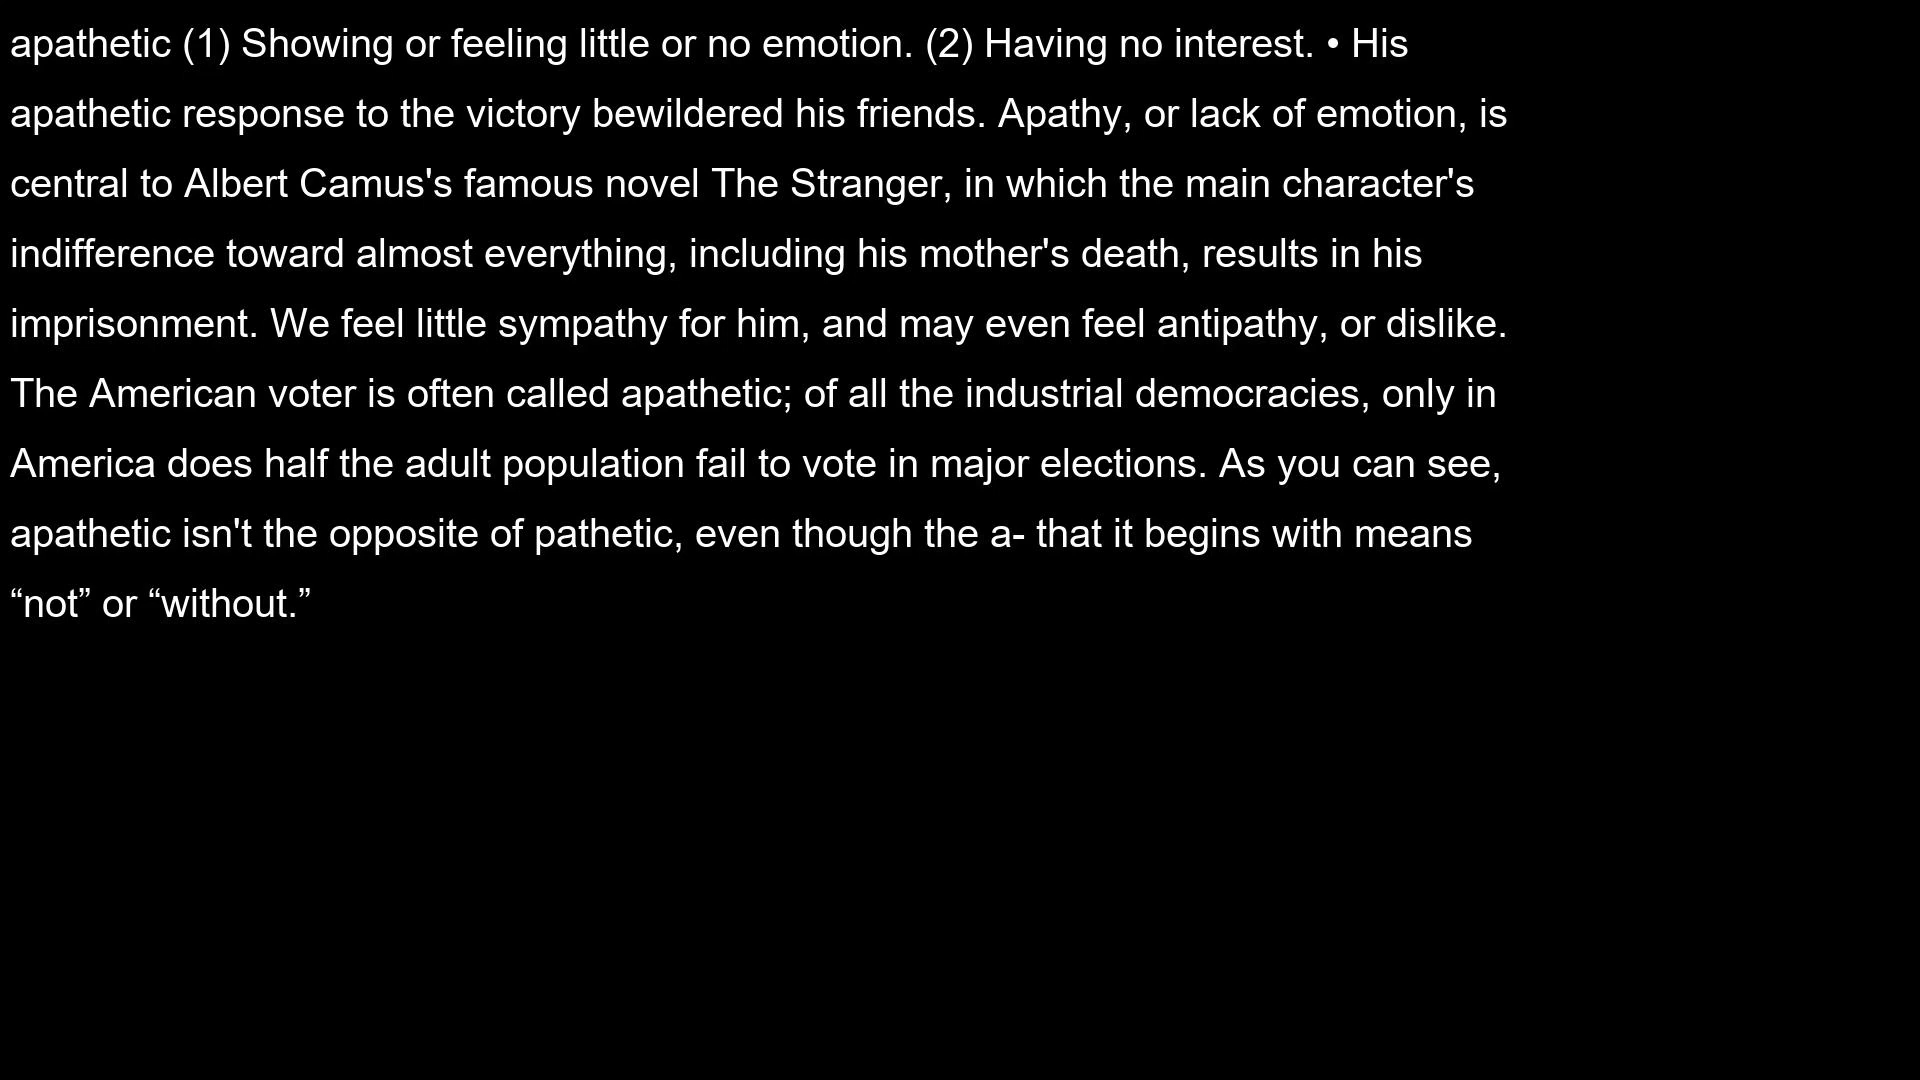 apathetic (1) Showing or feeling little or no emotion. (2) Having no interest. • His
apathetic response to the victory bewildered his friends. Apathy, or lack of emotion, is
central to Albert Camus's famous novel The Stranger, in which the main character's
indifference toward almost everything, including his mother's death, results in his
imprisonment. We feel little sympathy for him, and may even feel antipathy, or dislike.
The American voter is often called apathetic; of all the industrial democracies, only in
America does half the adult population fail to vote in major elections. As you can see,
apathetic isn't the opposite of pathetic, even though the a- that it begins with means
“not” or “without.”